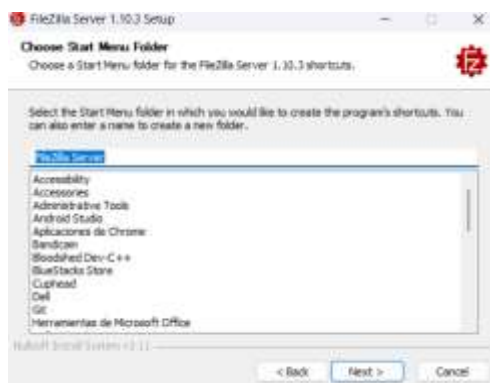 FileZilla Server 1.10.3 Setup
Choose Start Menu Folder
Choose a Start Menu folder for the FileZilla Server 1.10.3 shortcuts.
Select the Start Menu folder in which you would like to create the program's shortcuts. You
can also enter a name to create a new folder.
FileZilla Server
Accessibility
Accessories
Administrative Tools
Android Studio
Aplicaciones de Chrome
Bandicam
Bloodshed Dev-C++
BlueStacks Store
Cuphead
Dell
Git
Herramientas de Microsoft Office
Nullsoft Install System v3.11
< Back
Next >
Cancel